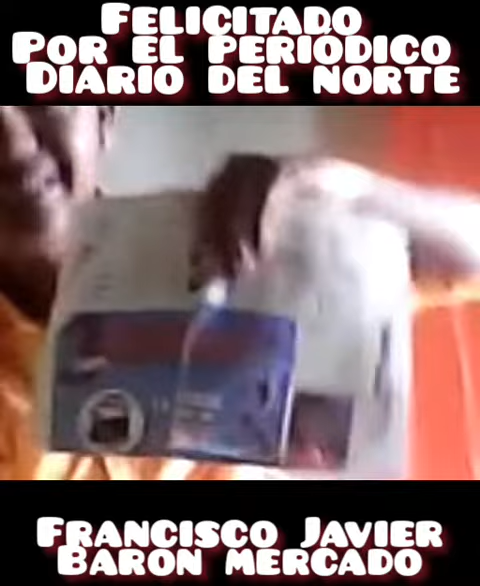 FELICITADO
POR EL PERIÓDICO
DIARIO DEL NORTE
FRANCISCO JAVIER
BARON MERCADO